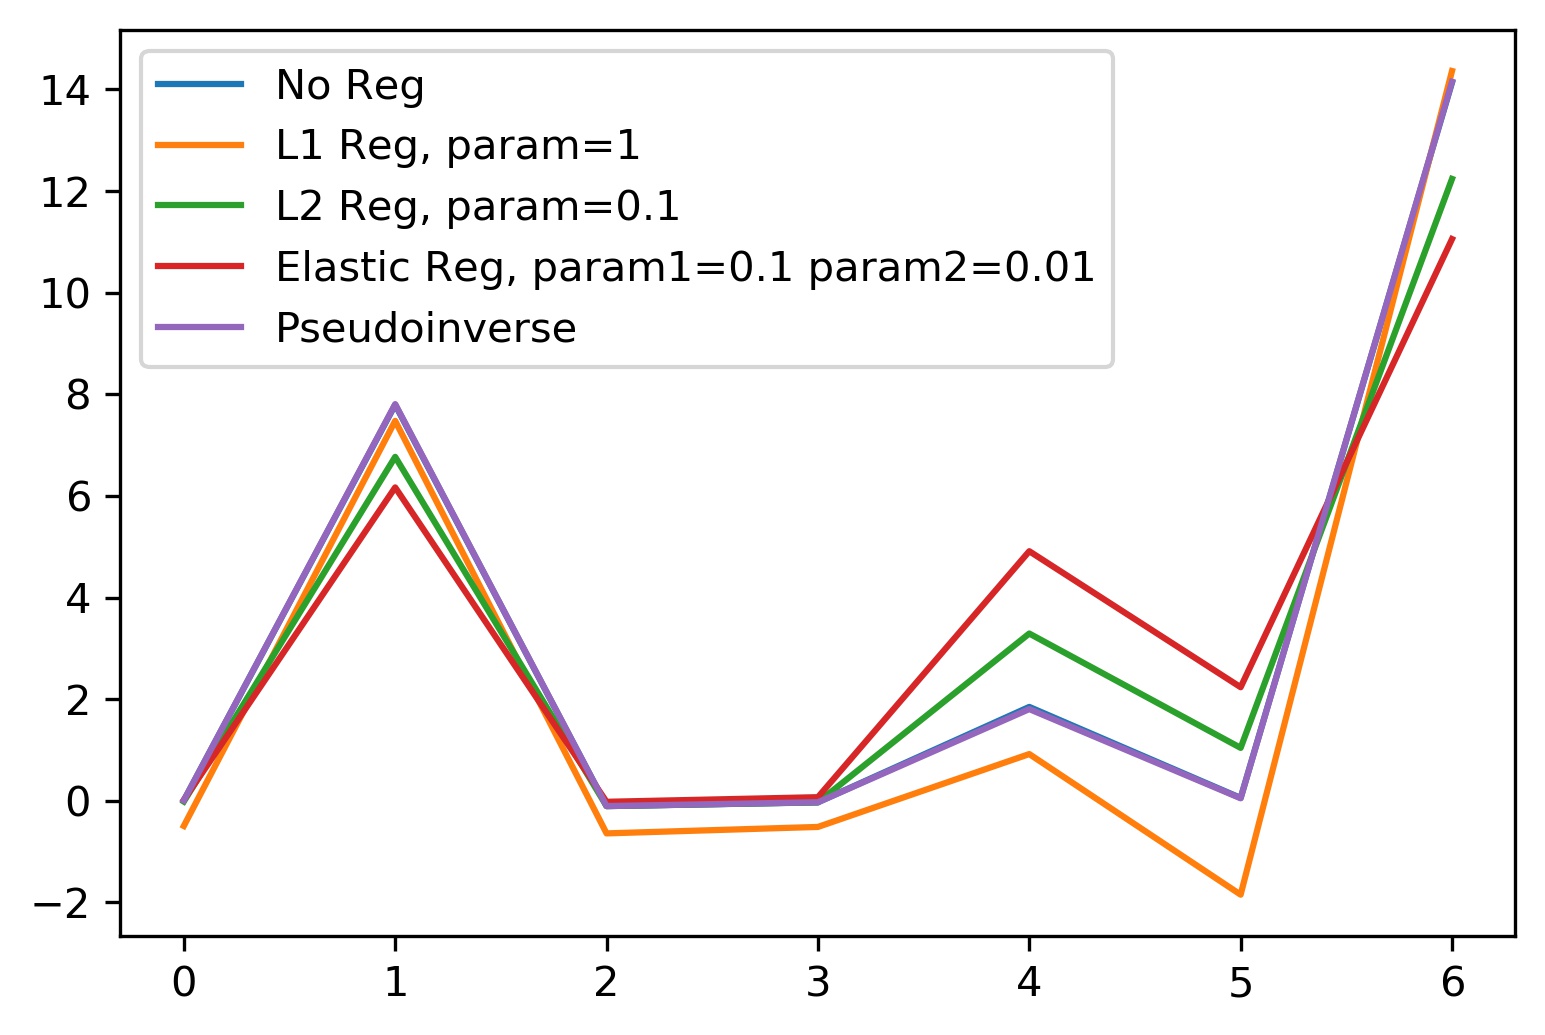 14
12
10
8
6
4
2
0
−2
No Reg
L1 Reg, param=1
L2 Reg, param=0.1
Elastic Reg, param1=0.1 param2=0.01
Pseudoinverse
0 1 2 3 4 5 6